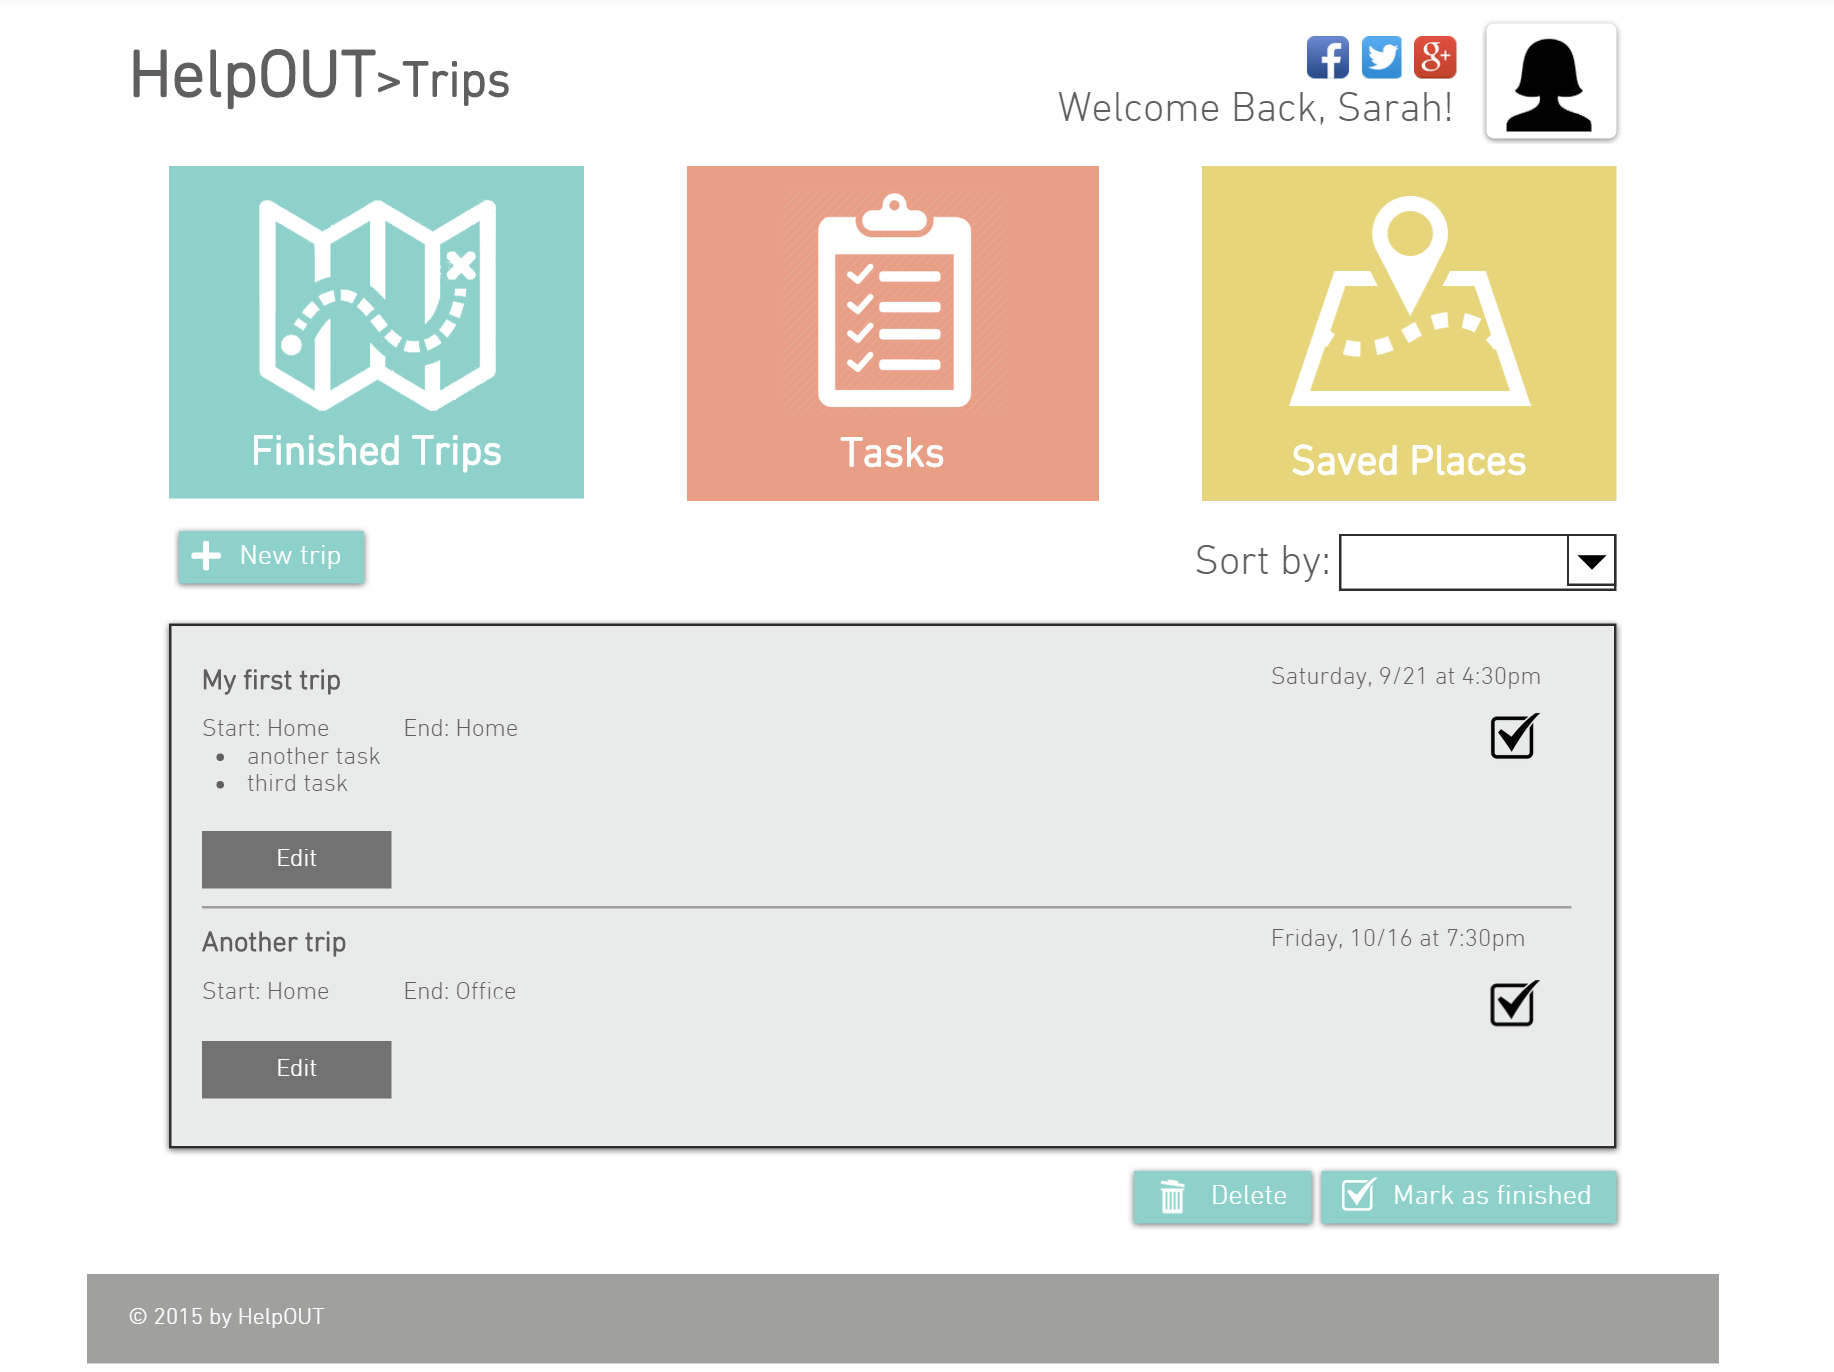 HelpOUT>Trips
Welcome Back, Sarah!
Finished Trips
Tasks
Saved Places
New trip
Sort by:
My first trip
Saturday, 9/21 at 4:30pm
Start: Home End: Home
• another task
• third task
Edit
Another trip
Friday, 10/16 at 7:30pm
Start: Home End: Office
Edit
Delete
Mark as finished
© 2015 by HelpOUT